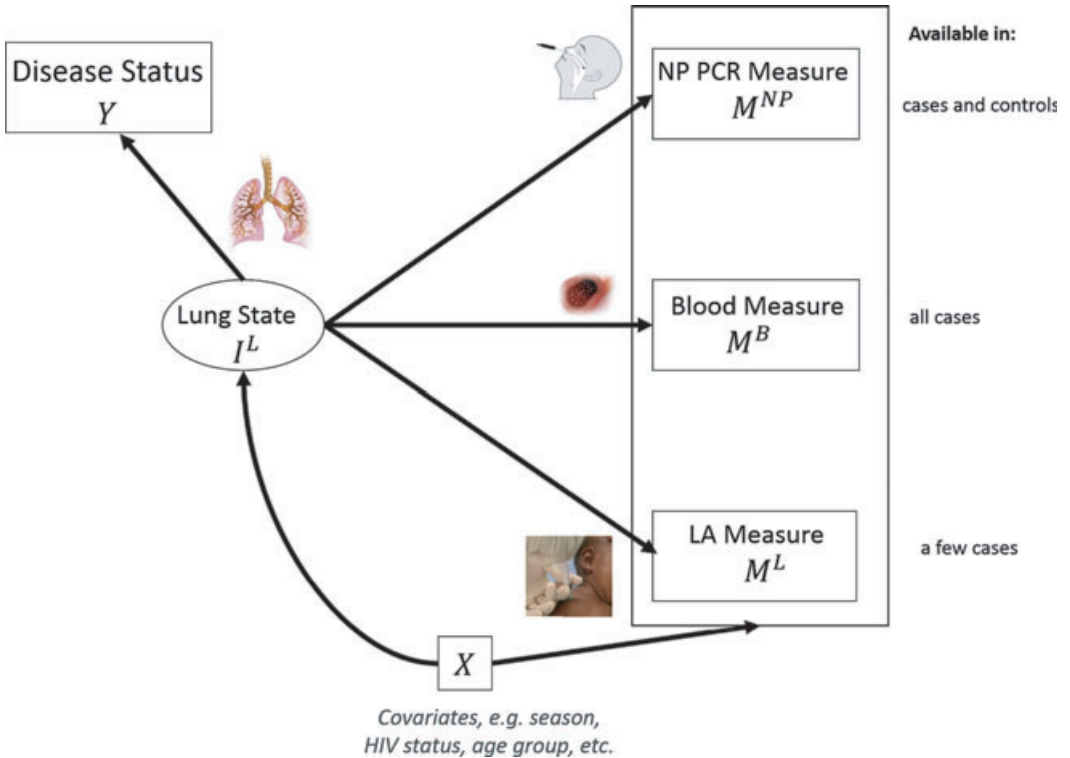 Available in:
Disease Status
Y
NP PCR Measure
M^{NP}
cases and controls
Lung State
I^L
Blood Measure
M^B
all cases
LA Measure
M^L
a few cases
X
Covariates, e.g. season,
HIV status, age group, etc.